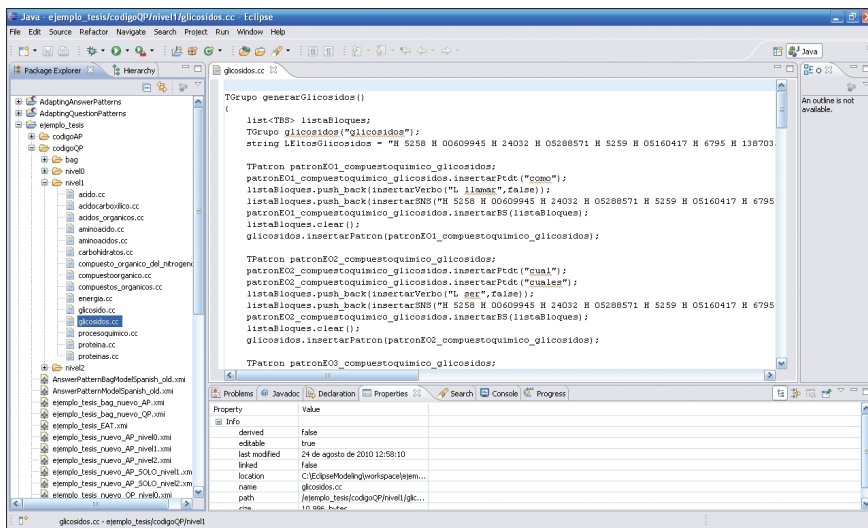 Java - ejemplo_tesis/codigoQP/nivel1/glicosidos.cc - Eclipse
File Edit Source Refactor Navigate Search Project Run Window Help
Java
Package Explorer
Hierarchy
AdaptingAnswerPatterns
AdaptingQuestionPatterns
ejemplo_tesis
codigoAP
codigoQP
bag
nivel0
nivel1
acido.cc
acidocarboxilico.cc
acidos_organicos.cc
aminoacido.cc
aminoacidos.cc
carbohidratos.cc
compuesto_organico_del_nitrogeno
compuestoorganico.cc
compuestos_organicos.cc
energia.cc
glicosido.cc
glicosidos.cc
procesoquimico.cc
proteina.cc
proteinas.cc
nivel2
AnswerPatternBagModelSpanish_old.xmi
AnswerPatternModelSpanish_old.xmi
ejemplo_tesis_bag_nuevo_AP.xmi
ejemplo_tesis_bag_nuevo_QP.xmi
ejemplo_tesis_EAT.xmi
ejemplo_tesis_nuevo_AP_nivel0.xmi
ejemplo_tesis_nuevo_AP_nivel1.xmi
ejemplo_tesis_nuevo_AP_nivel2.xmi
ejemplo_tesis_nuevo_AP_SOLO_nivel1.xm
ejemplo_tesis_nuevo_AP_SOLO_nivel2.xm
ejemplo_tesis_nuevo_QP_nivel0.xmi
glicosidos.cc
TGrupo generarGlicosidos()
{
list<TBS> listaBloques;
TGrupo glicosidos("glicosidos");
string LEltosGlicosidos = "H 5258 H 00609945 H 24032 H 05288571 H 5259 H 05160417 H 6795 H 138703
TPatron patronE01_compuestoquimico_glicosidos;
patronE01_compuestoquimico_glicosidos.insertarPtdt("como");
listaBloques.push_back(insertarVerbo("L llamar",false));
listaBloques.push_back(insertarSNS("H 5258 H 00609945 H 24032 H 05288571 H 5259 H 05160417 H 6795
patronE01_compuestoquimico_glicosidos.insertarBS(listaBloques);
listaBloques.clear();
glicosidos.insertarPatron(patronE01_compuestoquimico_glicosidos);
TPatron patronE02_compuestoquimico_glicosidos;
patronE02_compuestoquimico_glicosidos.insertarPtdt("cual");
patronE02_compuestoquimico_glicosidos.insertarPtdt("cuales");
listaBloques.push_back(insertarVerbo("L ser",false));
listaBloques.push_back(insertarSNS("H 5258 H 00609945 H 24032 H 05288571 H 5259 H 05160417 H 6795
patronE02_compuestoquimico_glicosidos.insertarBS(listaBloques);
listaBloques.clear();
glicosidos.insertarPatron(patronE02_compuestoquimico_glicosidos);
TPatron patronE03_compuestoquimico_glicosidos;
O
An outline is not
available.
Problems @ Javadoc Declaration Properties Search Console Progress
Property Value
Info
derived false
editable true
last modified 24 de agosto de 2010 12:58:10
linked false
location C:\EclipseModeling\workspace\ejem...
name glicosidos.cc
path /ejemplo_tesis/codigoQP/nivel1/glic...
size 10.996 bytes
glicosidos.cc - ejemplo_tesis/codigoQP/nivel1